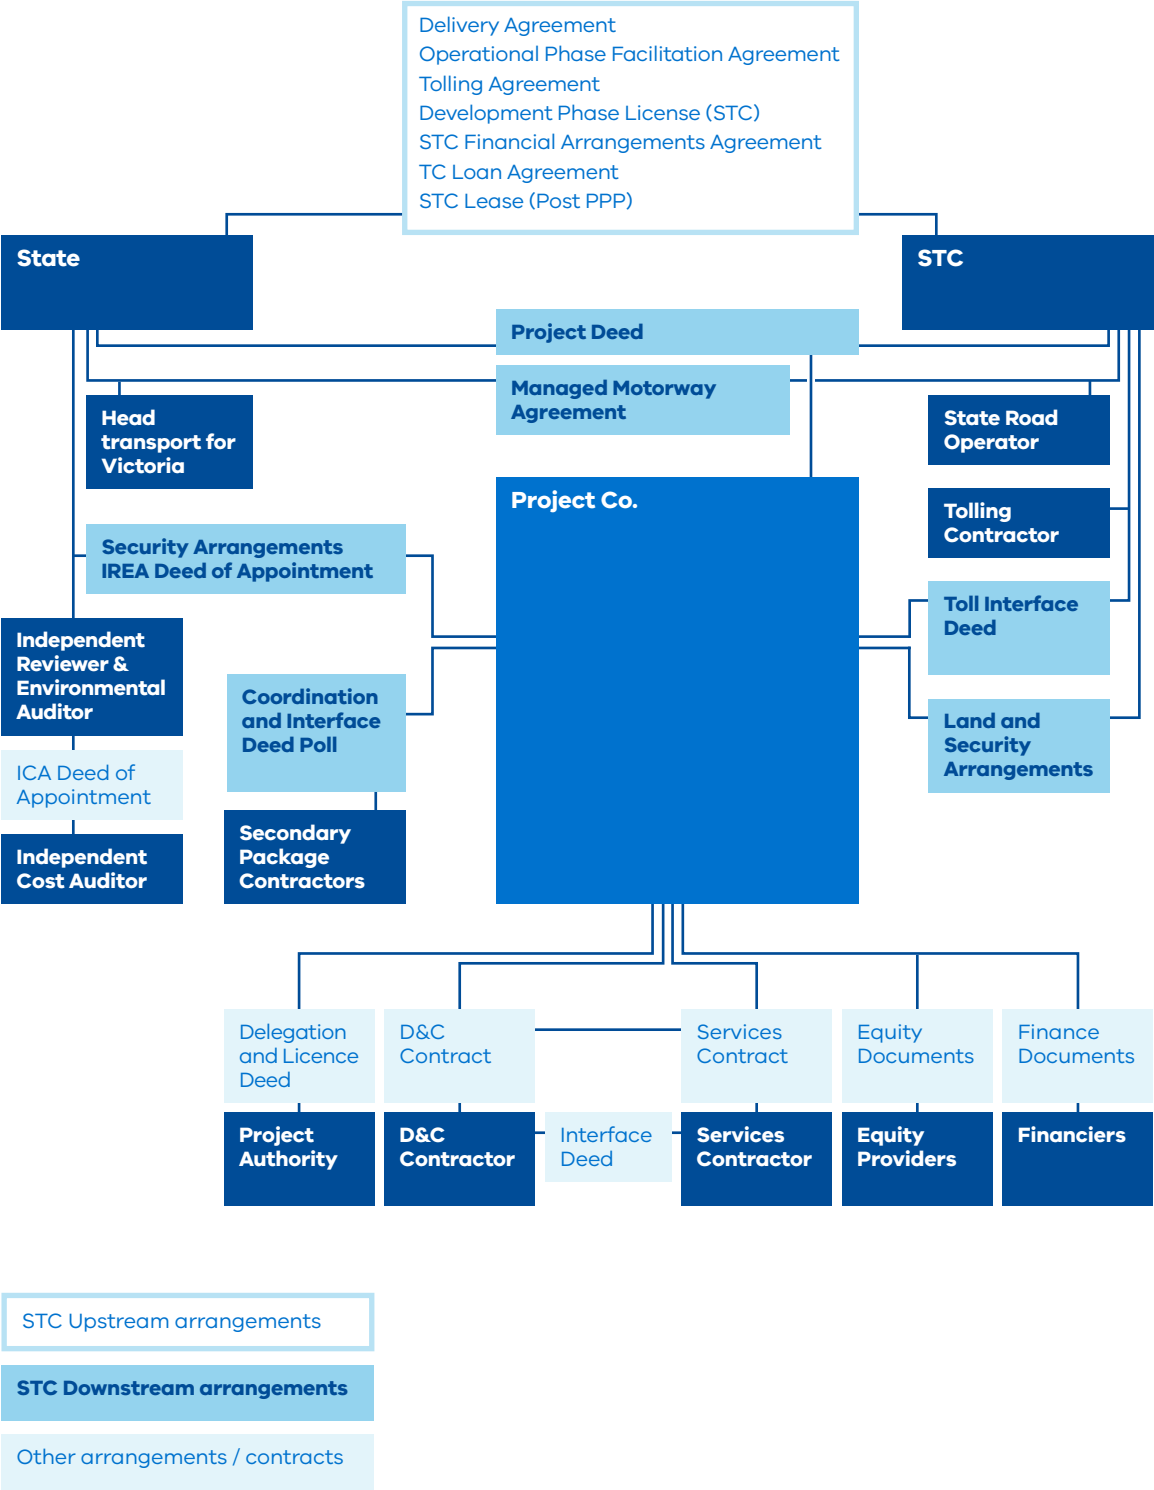 Delivery Agreement
Operational Phase Facilitation Agreement
Tolling Agreement
Development Phase License (STC)
STC Financial Arrangements Agreement
TC Loan Agreement
STC Lease (Post PPP)
State
STC
Project Deed
Managed Motorway
Agreement
Head
transport for
Victoria
State Road
Operator
Project Co.
Tolling
Contractor
Security Arrangements
IREA Deed of Appointment
Toll Interface
Deed
Independent
Reviewer &
Environmental
Auditor
Coordination
and Interface
Deed Poll
Land and
Security
Arrangements
ICA Deed of
Appointment
Independent
Cost Auditor
Secondary
Package
Contractors
Delegation
and Licence
Deed
D&C
Contract
Services
Contract
Equity
Documents
Finance
Documents
Project
Authority
D&C
Contractor
Interface
Deed
Services
Contractor
Equity
Providers
Financiers
STC Upstream arrangements
STC Downstream arrangements
Other arrangements / contracts